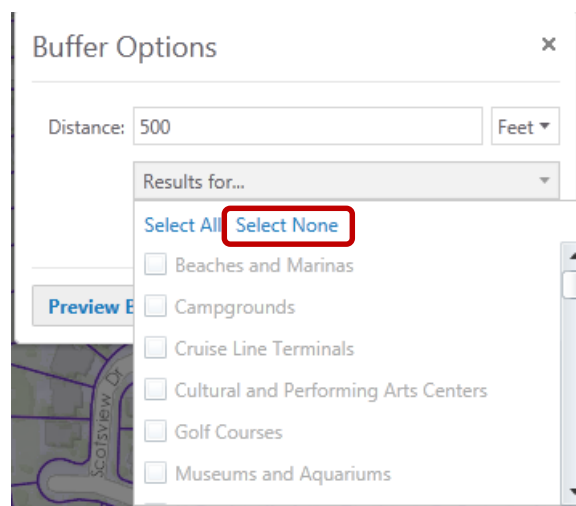 Buffer Options ×
Distance: 500 Feet
Results for...
Select All Select None
Beaches and Marinas
Preview
Campgrounds
Cruise Line Terminals
Cultural and Performing Arts Centers
Golf Courses
Museums and Aquariums
Scotsview Dr